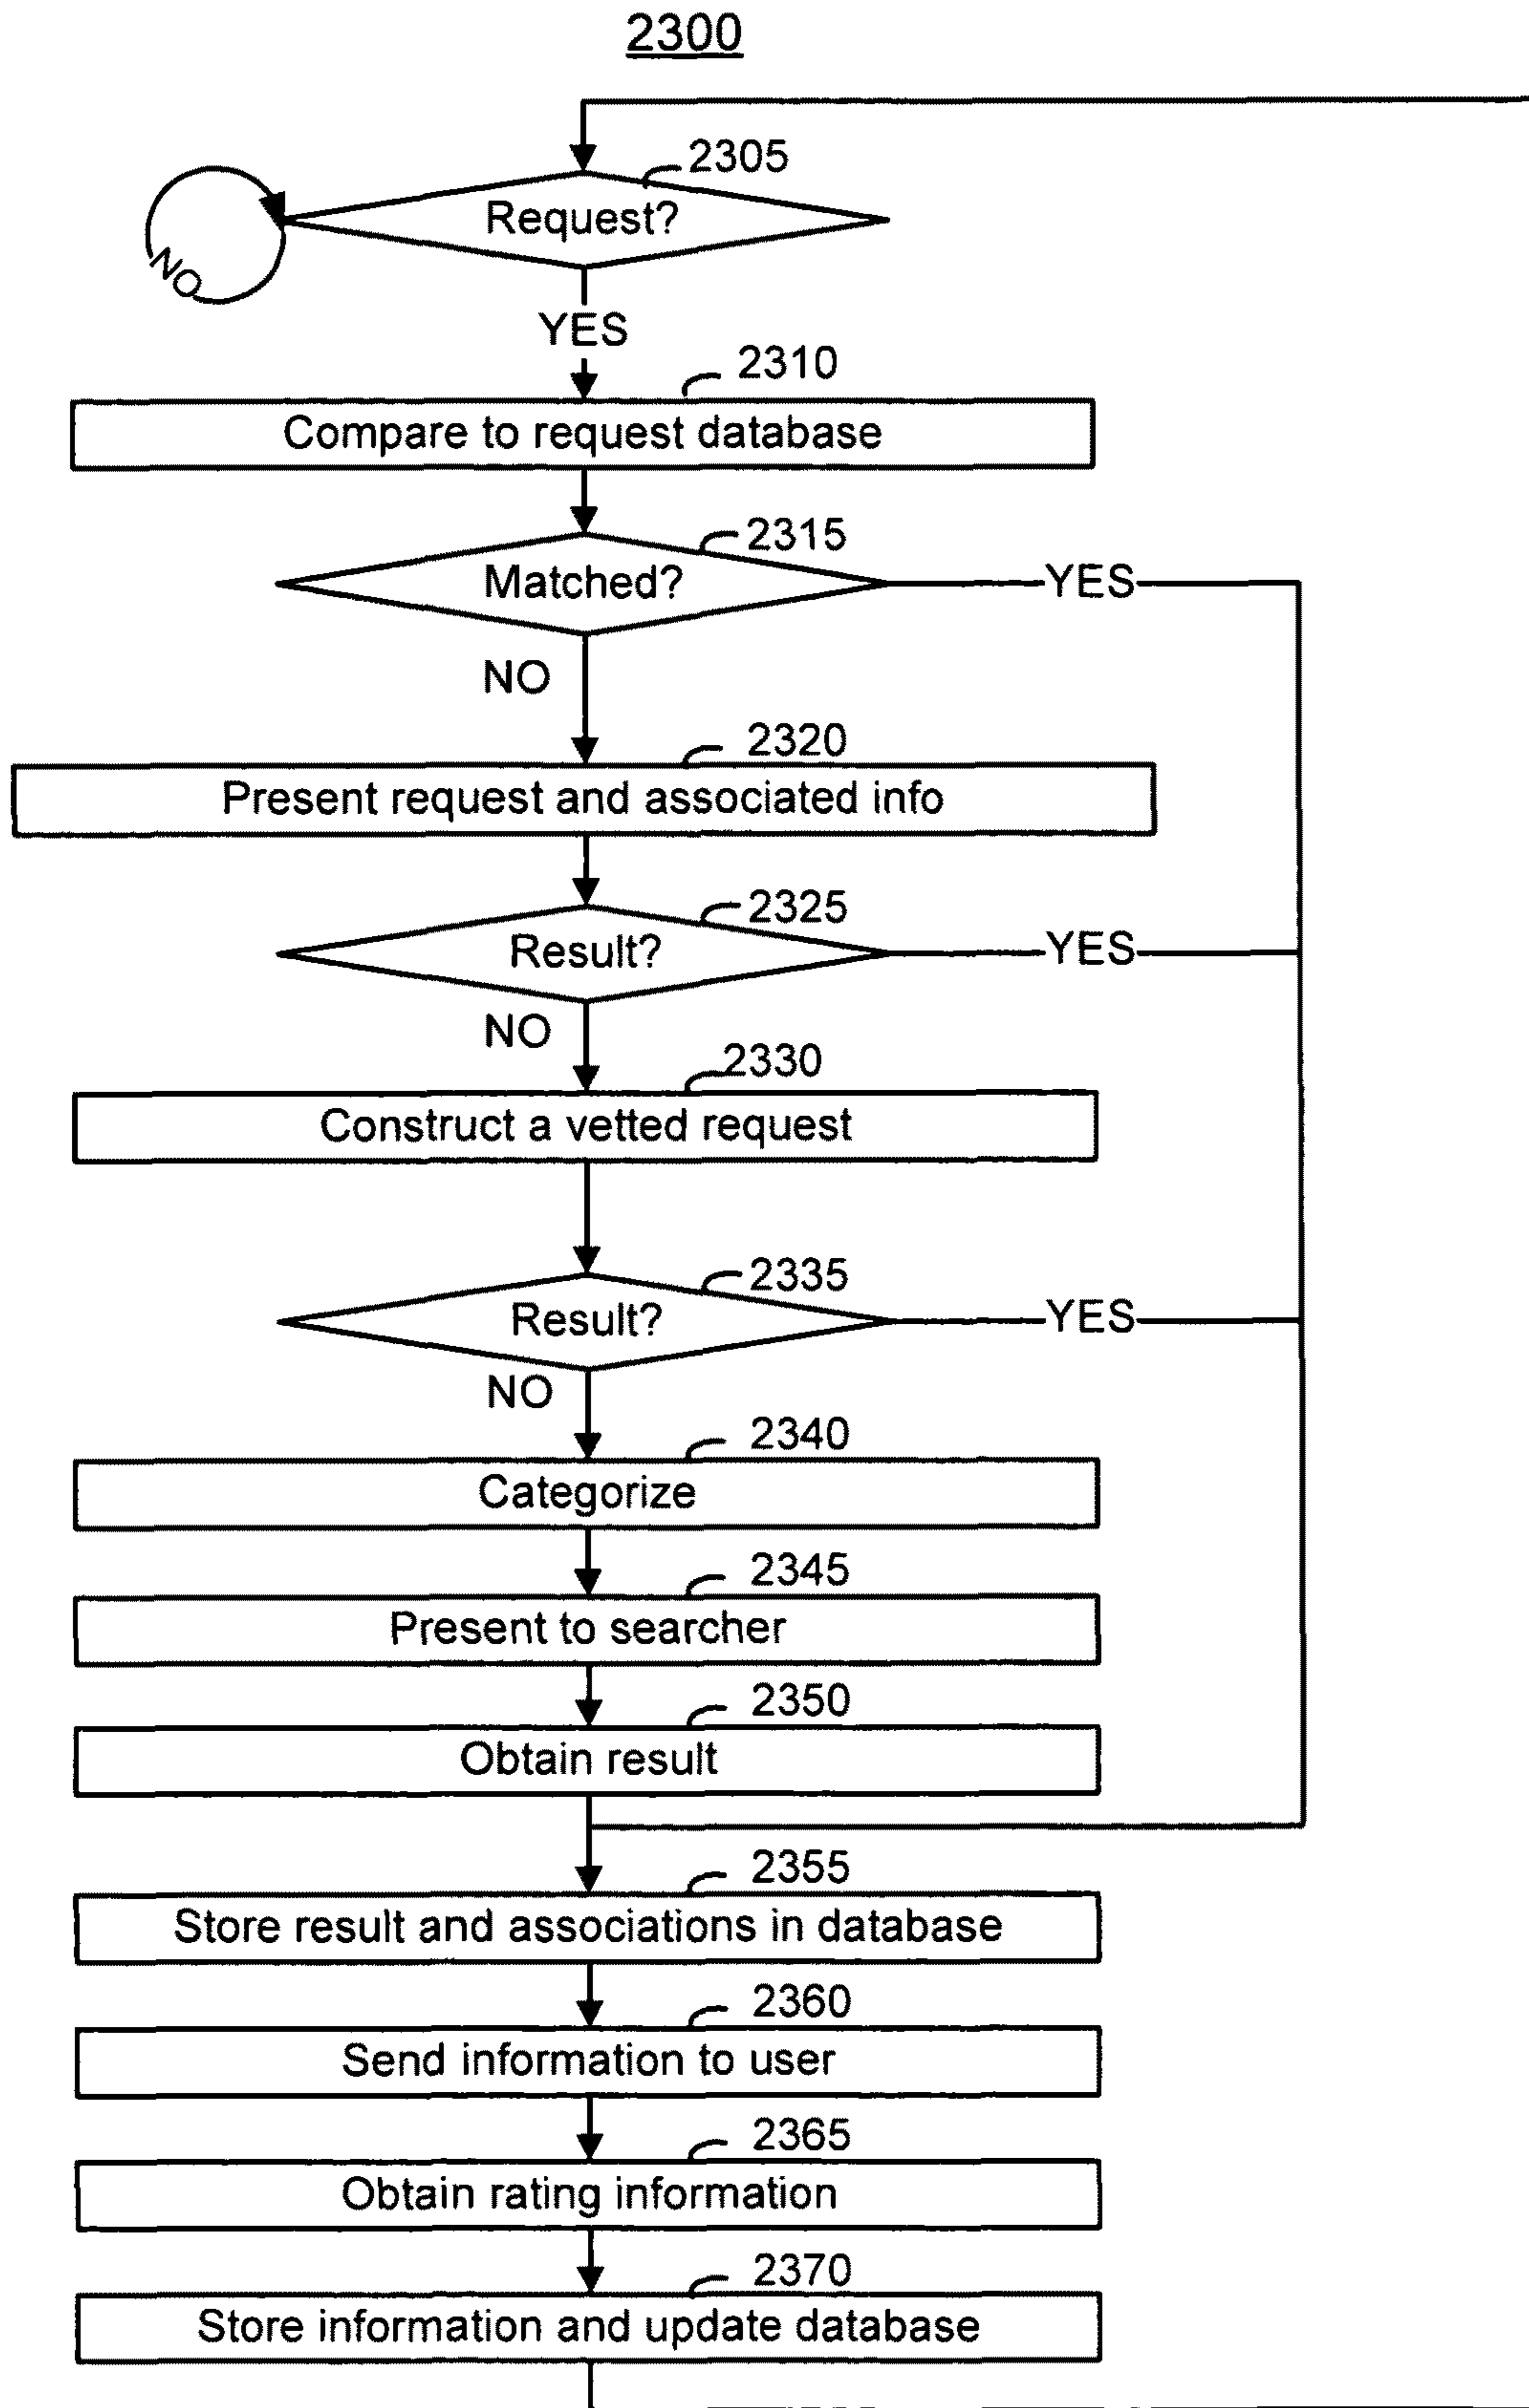 2300
2305
Request?
NO
YES
2310
Compare to request database
2315
Matched?
YES
NO
2320
Present request and associated info
2325
Result?
YES
NO
2330
Construct a vetted request
2335
Result?
YES
NO
2340
Categorize
2345
Present to searcher
2350
Obtain result
2355
Store result and associations in database
2360
Send information to user
2365
Obtain rating information
2370
Store information and update database